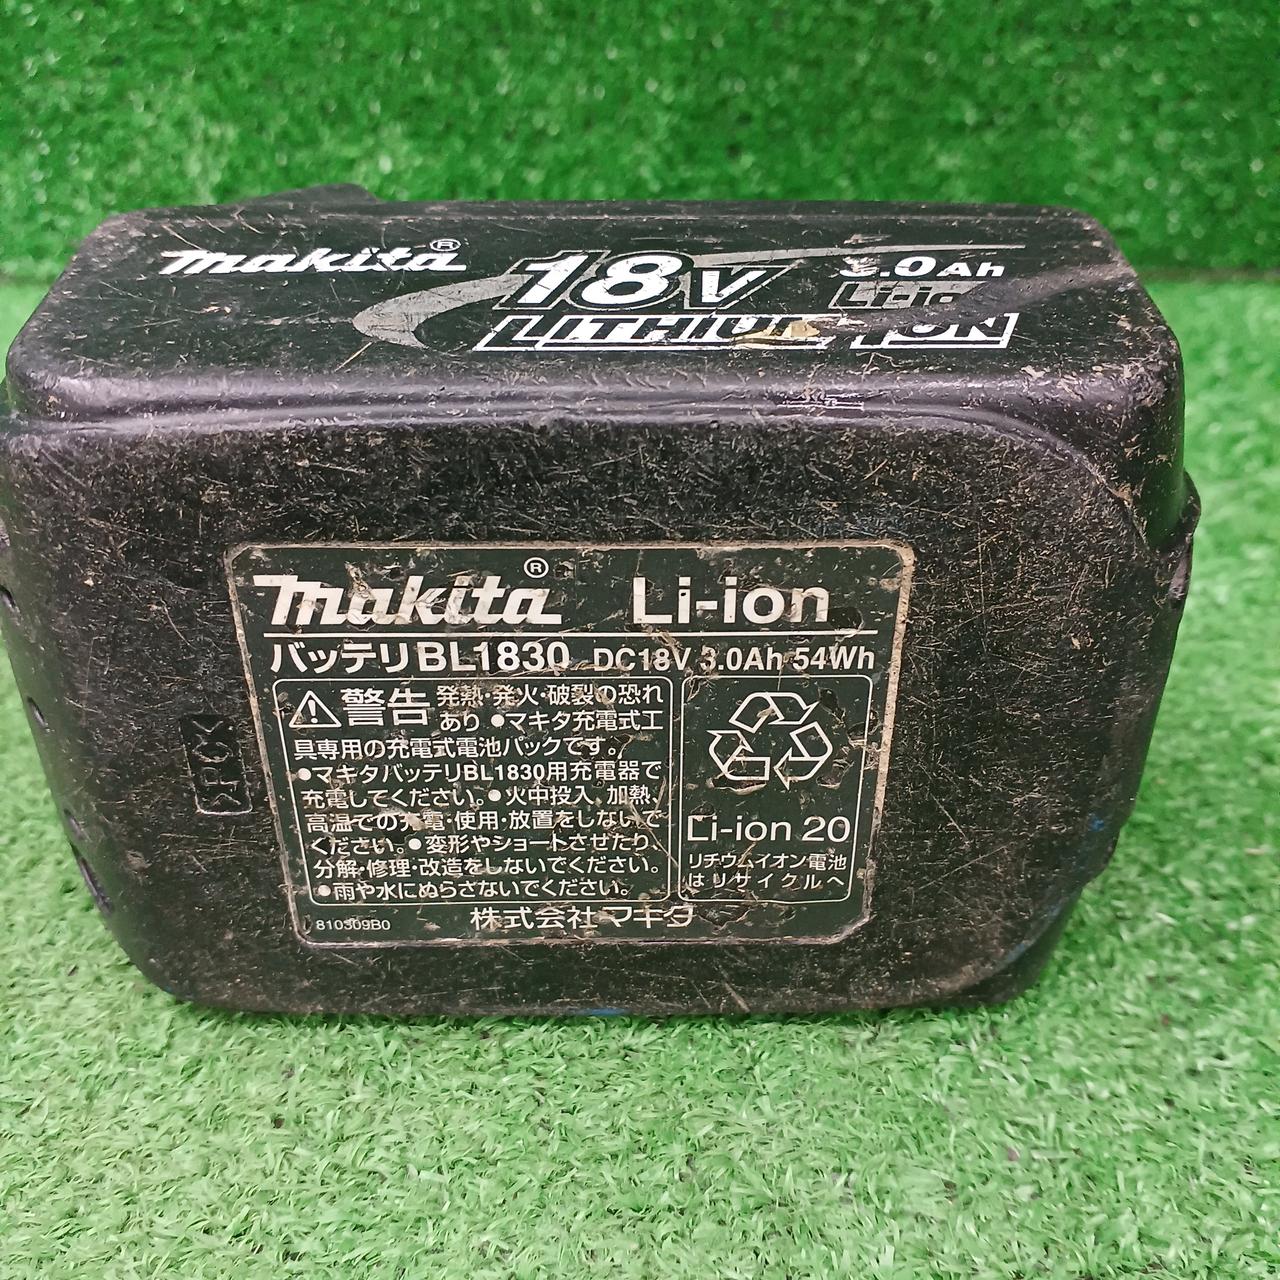 makita® 18V 3.0Ah
Li-ion
LITHIUM-ION
makita® Li-ion
バッテリBL1830 DC18V 3.0Ah 54Wh
警告 発熱・発火・破裂の恐れ
あり ●マキタ充電式工
具専用の充電式電池パックです。
●マキタバッテリBL1830用充電器で
充電してください。●火中投入、加熱、
高温での充電・使用・放置をしないで
ください。●変形やショートさせたり、
分解・修理・改造をしないでください。
●雨や水にぬらさないでください。
Li-ion 20
リチウムイオン電池
はリサイクルへ
810309B0 株式会社マキタ
>PC<